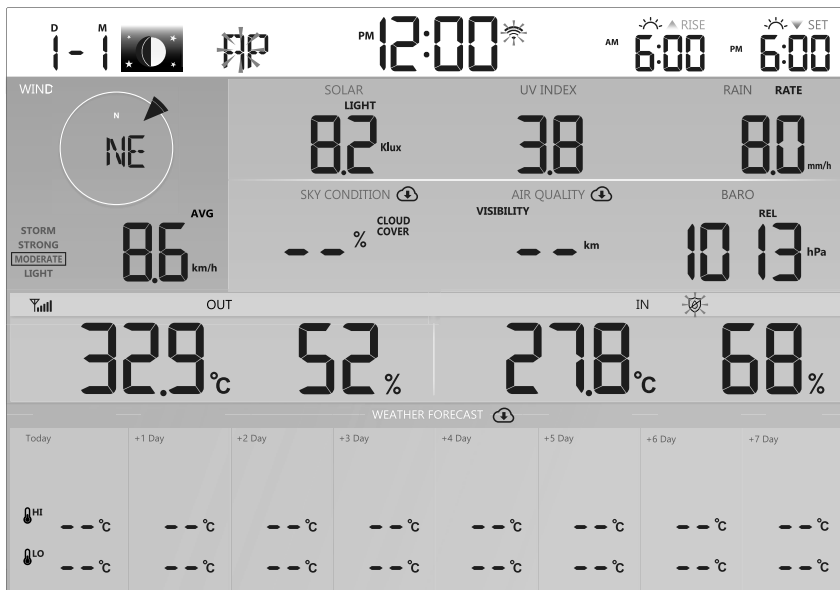 D M
1-1 AP PM 12:00 AM RISE 6:00 PM SET 6:00
WIND
N
NE
AVG
8.6 km/h
STORM
STRONG
MODERATE
LIGHT
SOLAR
LIGHT
8.2 Klux
UV INDEX
3.8
RAIN RATE
8.0 mm/h
SKY CONDITION
CLOUD
COVER
-- %
AIR QUALITY
VISIBILITY
-- km
BARO
REL
1013 hPa
OUT
32.9 °C 52 %
IN
27.8 °C 68 %
WEATHER FORECAST
Today +1 Day +2 Day +3 Day +4 Day +5 Day +6 Day +7 Day
HI -- °C -- °C -- °C -- °C -- °C -- °C -- °C -- °C
LO -- °C -- °C -- °C -- °C -- °C -- °C -- °C -- °C